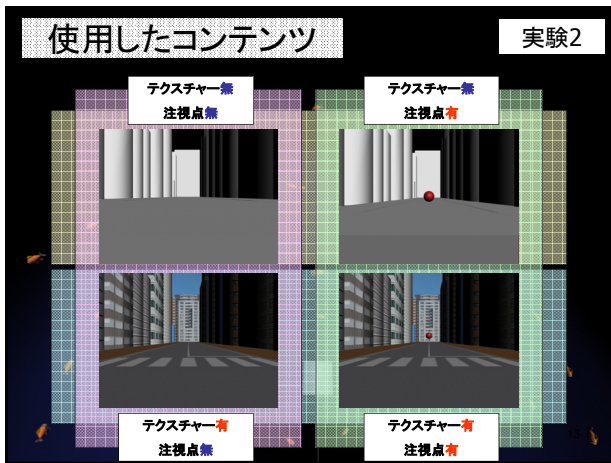 使用したコンテンツ
実験2
テクスチャー無
注視点無
テクスチャー無
注視点有
テクスチャー有
注視点無
テクスチャー有
注視点有